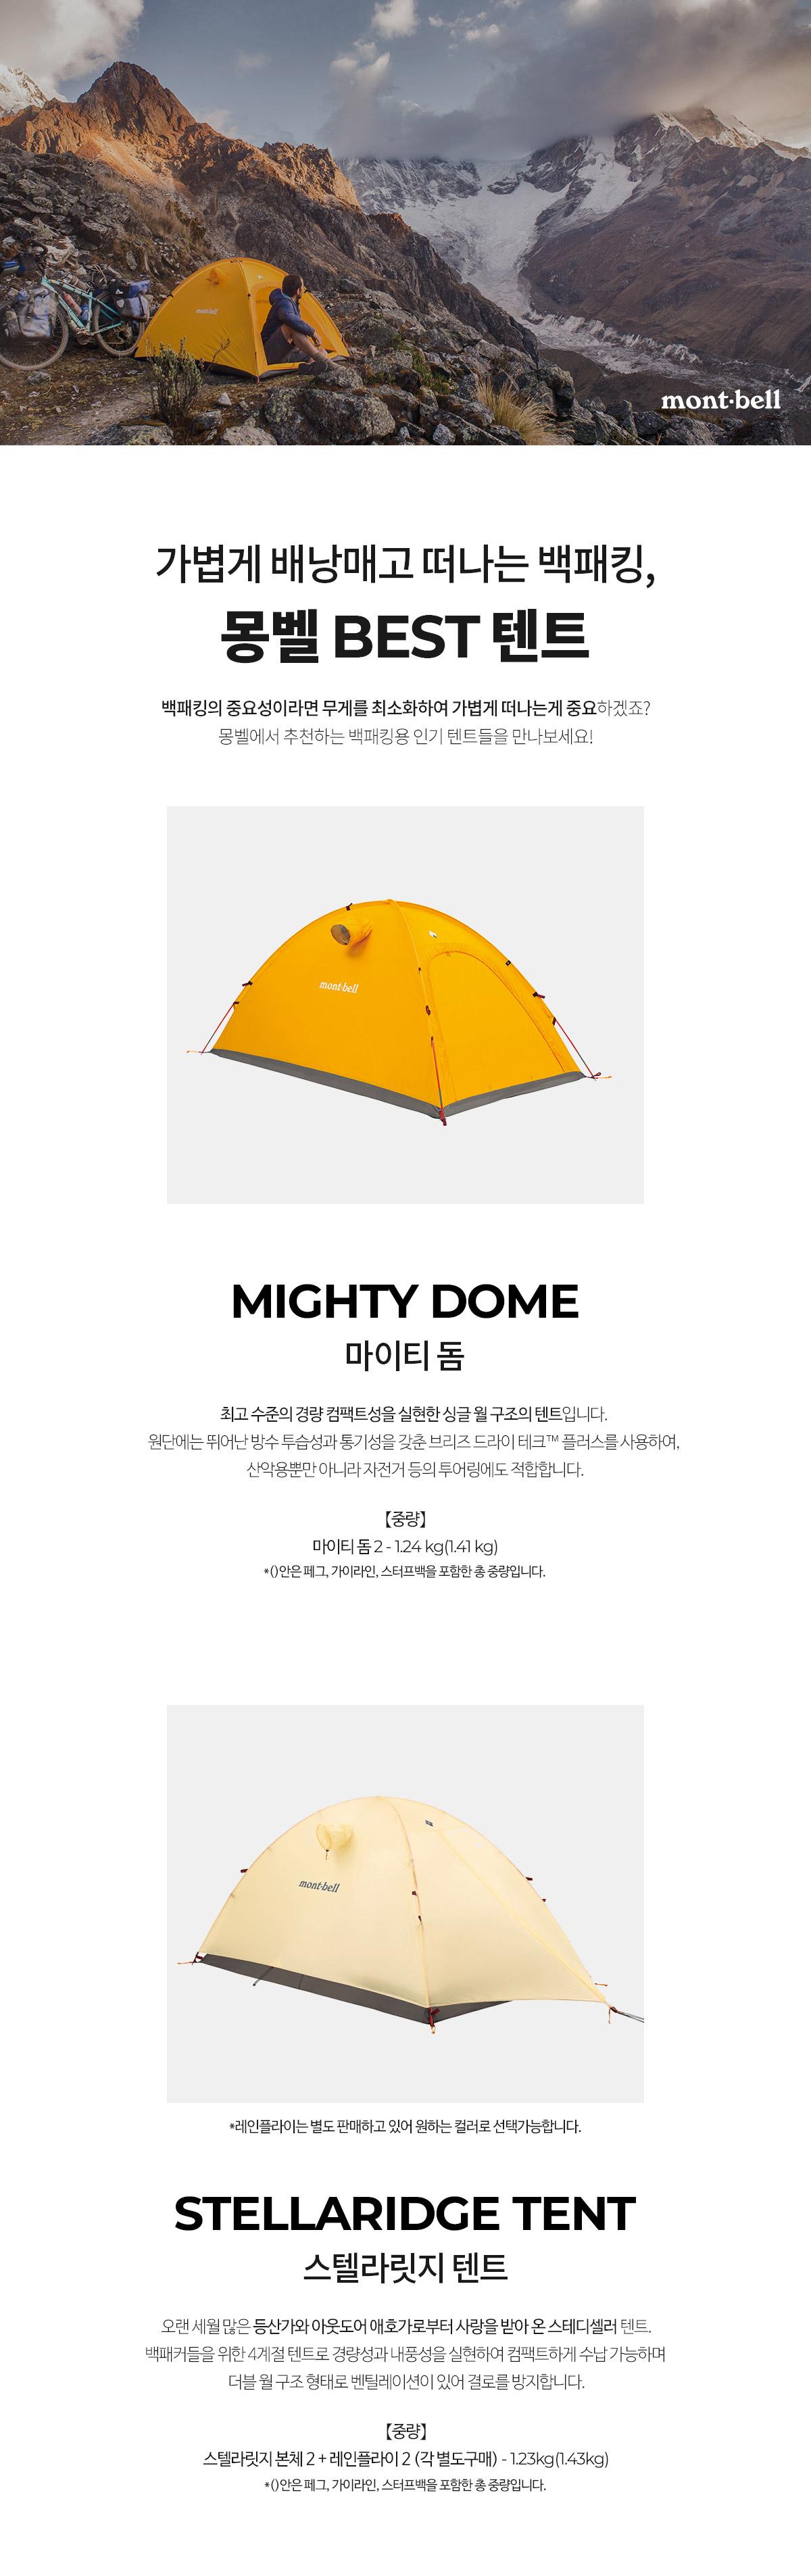 mont-bell
mont·bell
가볍게 배낭매고 떠나는 백패킹,
몽벨 BEST 텐트
백패킹의 중요성이라면 무게를 최소화하여 가볍게 떠나는게 중요하겠죠?
몽벨에서 추천하는 백패킹용 인기 텐트들을 만나보세요!
mont-bell
MIGHTY DOME
마이티 돔
최고 수준의 경량 컴팩트성을 실현한 싱글 월 구조의 텐트입니다.
원단에는 뛰어난 방수 투습성과 통기성을 갖춘 브리즈 드라이 테크™ 플러스를 사용하여,
산악용뿐만 아니라 자전거 등의 투어링에도 적합합니다.
【중량】
마이티 돔 2 - 1.24 kg(1.41 kg)
*()안은 페그, 가이라인, 스터프백을 포함한 총 중량입니다.
mont-bell
*레인플라이는 별도 판매하고 있어 원하는 컬러로 선택가능합니다.
STELLARIDGE TENT
스텔라릿지 텐트
오랜 세월 많은 등산가와 아웃도어 애호가로부터 사랑을 받아 온 스테디셀러 텐트.
백패커들을 위한 4계절 텐트로 경량성과 내풍성을 실현하여 컴팩트하게 수납 가능하며
더블 월 구조 형태로 벤틸레이션이 있어 결로를 방지합니다.
【중량】
스텔라릿지 본체 2 + 레인플라이 2 (각 별도구매) - 1.23kg(1.43kg)
*()안은 페그, 가이라인, 스터프백을 포함한 총 중량입니다.